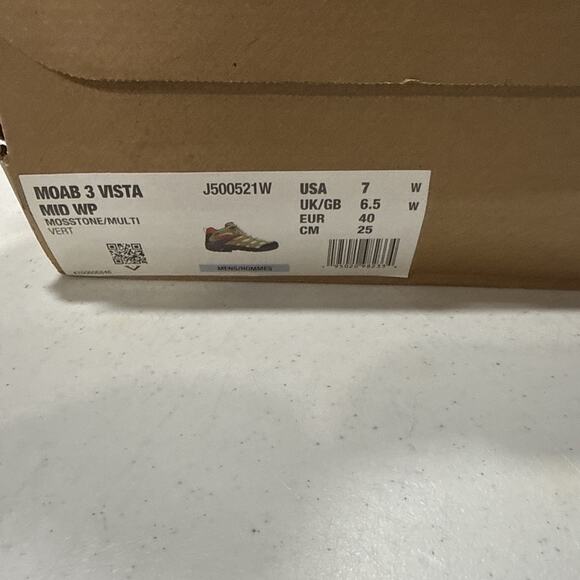 MOAB 3 VISTA
MID WP
MOSSTONE/MULTI
VERT
J500521W
MENS/HOMMES
USA 7 W
UK/GB 6.5 W
EUR 40
CM 25